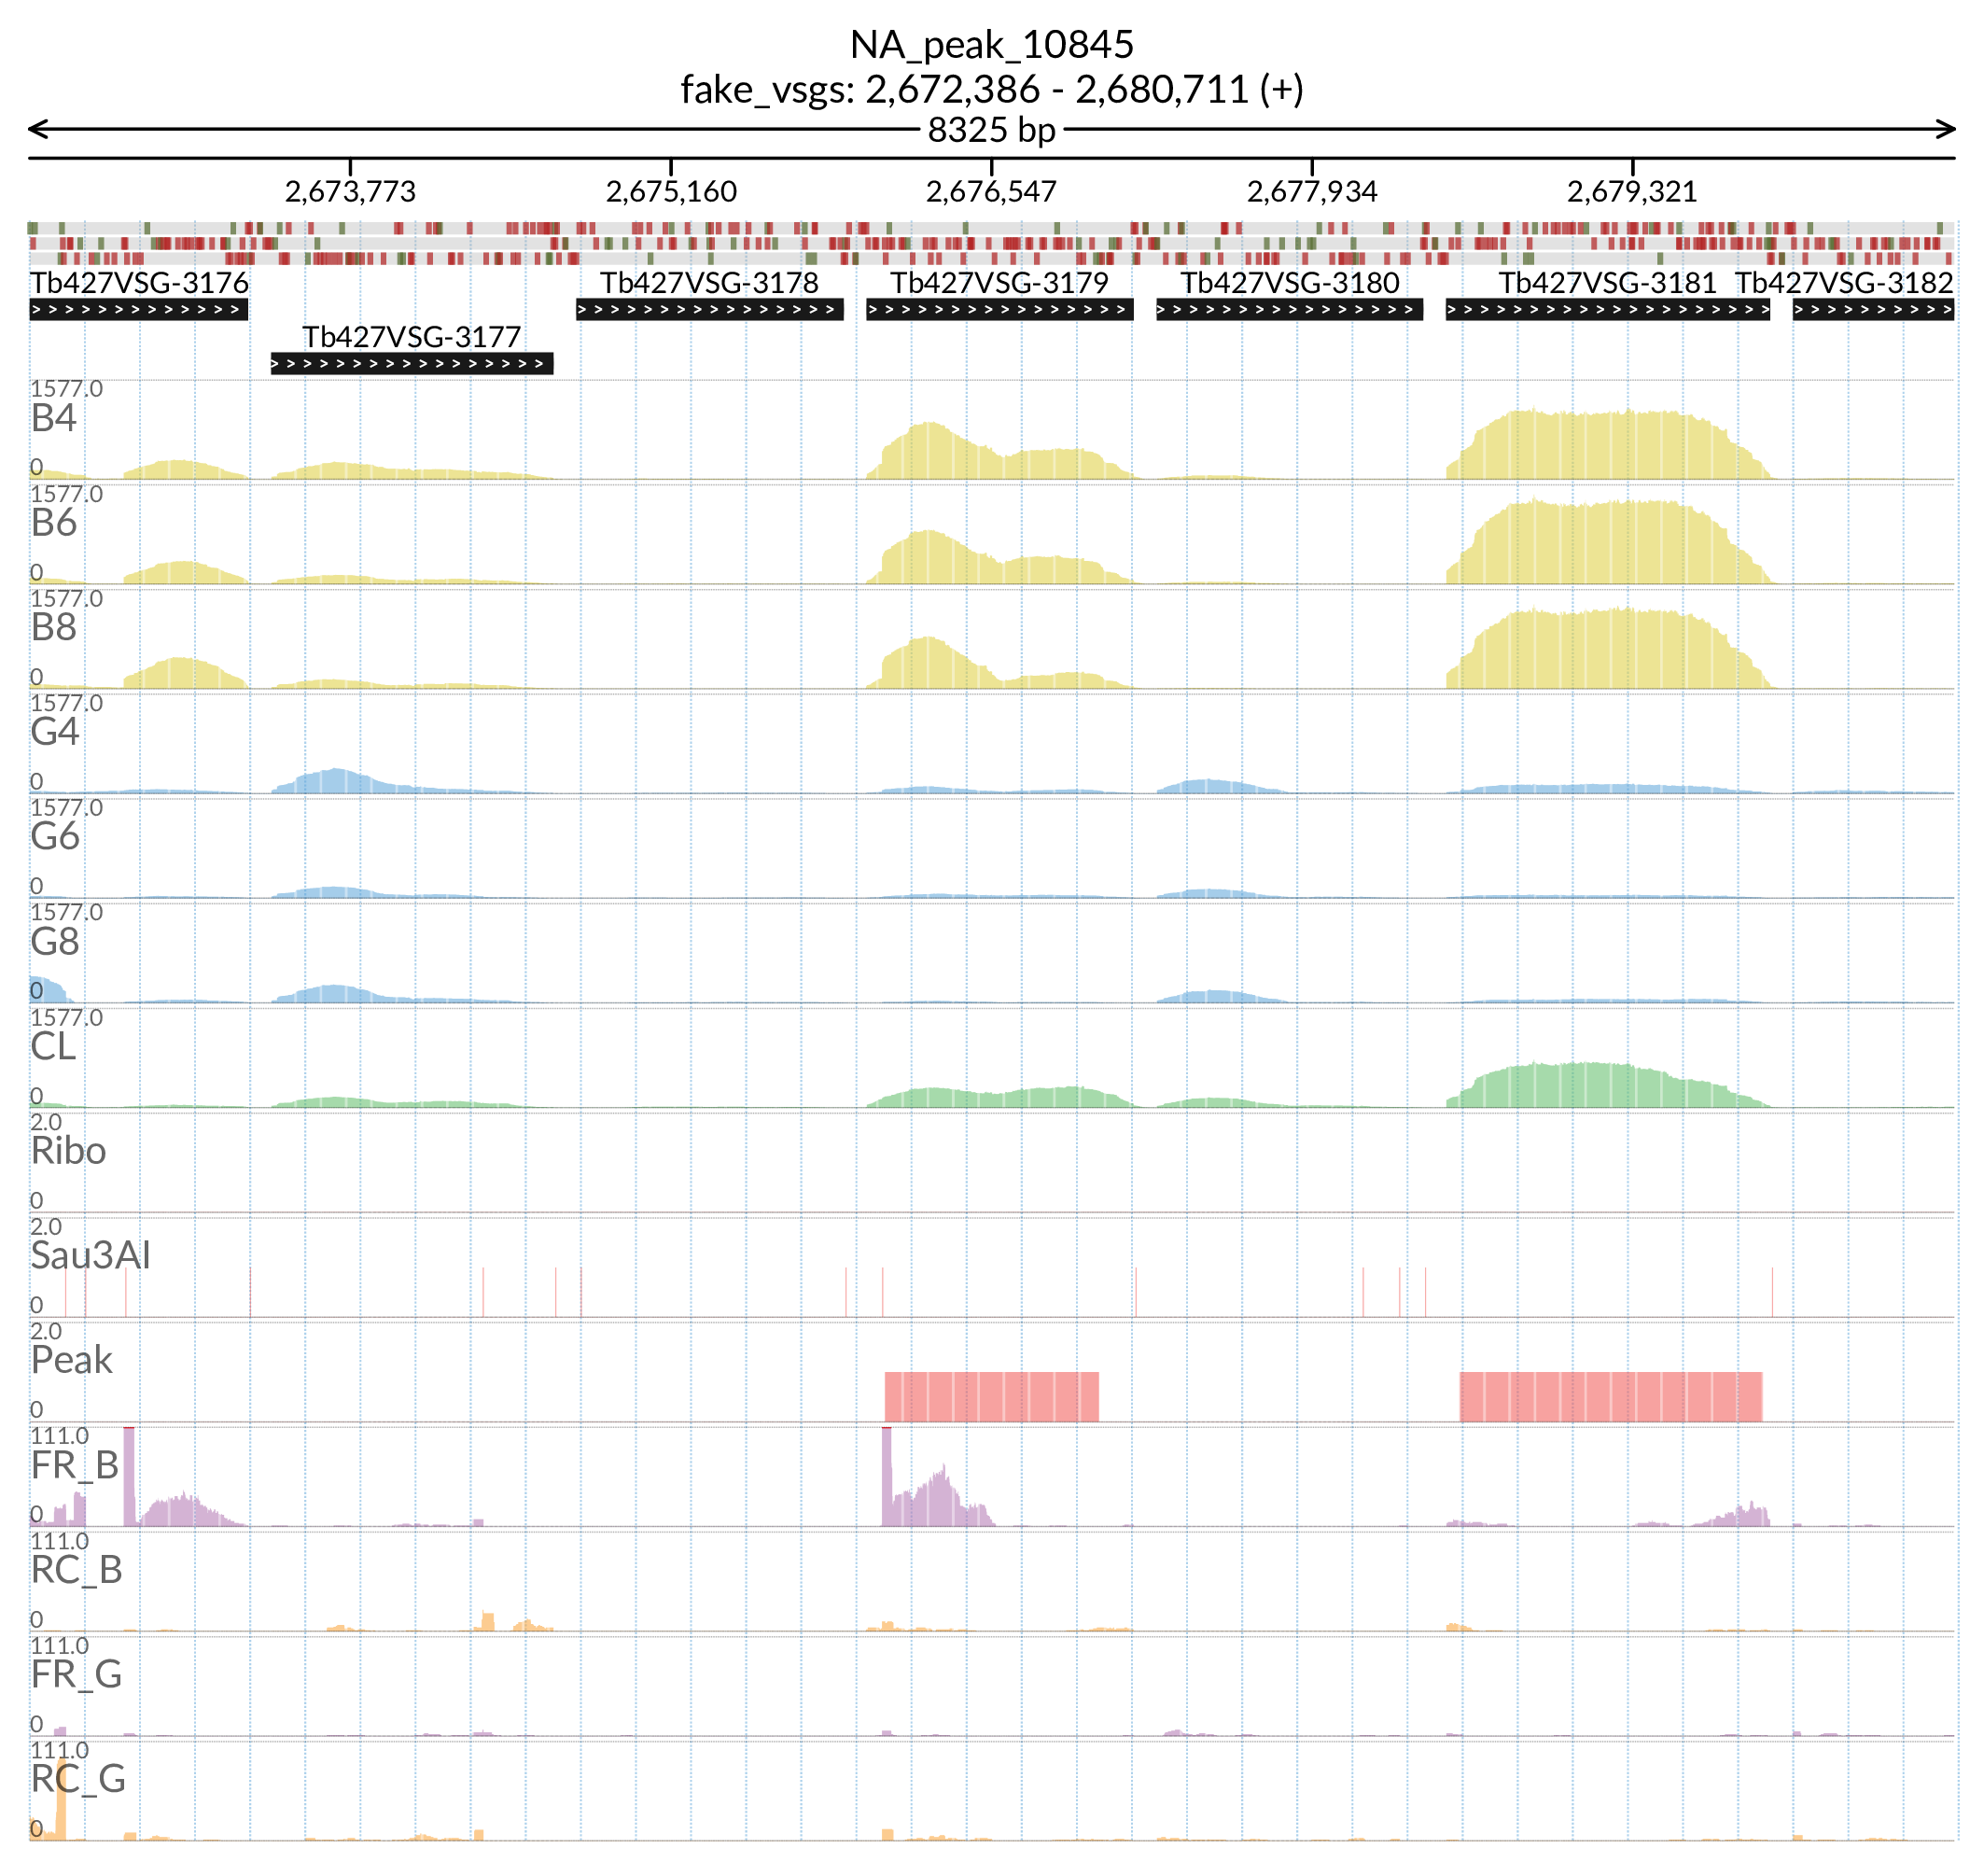 NA_peak_10845
fake_vsgs: 2,672,386 - 2,680,711 (+)
8325 bp
2,673,773 2,675,160 2,676,547 2,677,934 2,679,321
Tb427VSG-3176 Tb427VSG-3178 Tb427VSG-3179 Tb427VSG-3180 Tb427VSG-3181 Tb427VSG-3182
Tb427VSG-3177
1577.0
B4
0
1577.0
B6
0
1577.0
B8
0
1577.0
G4
0
1577.0
G6
0
1577.0
G8
0
1577.0
CL
0
2.0
Ribo
0
2.0
Sau3AI
0
2.0
Peak
0
111.0
FR_B
0
111.0
RC_B
0
111.0
FR_G
0
111.0
RC_G
0